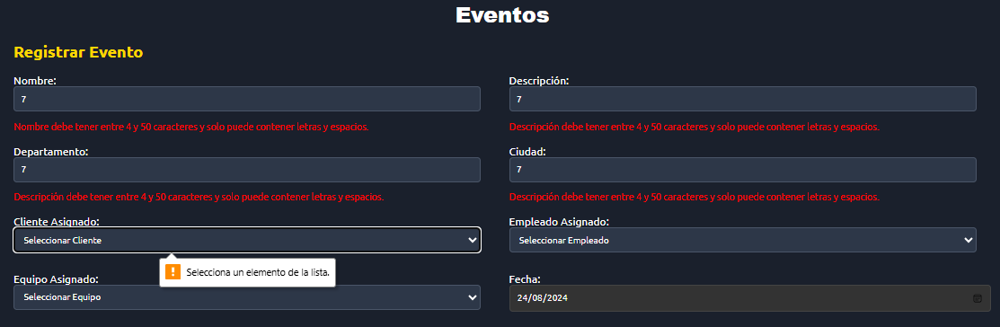 Eventos
Registrar Evento
Nombre:
7
Nombre debe tener entre 4 y 50 caracteres y solo puede contener letras y espacios.
Descripción:
7
Descripción debe tener entre 4 y 50 caracteres y solo puede contener letras y espacios.
Departamento:
7
Descripción debe tener entre 4 y 50 caracteres y solo puede contener letras y espacios.
Ciudad:
7
Descripción debe tener entre 4 y 50 caracteres y solo puede contener letras y espacios.
Cliente Asignado:
Seleccionar Cliente
Selecciona un elemento de la lista.
Empleado Asignado:
Seleccionar Empleado
Equipo Asignado:
Seleccionar Equipo
Fecha:
24/08/2024